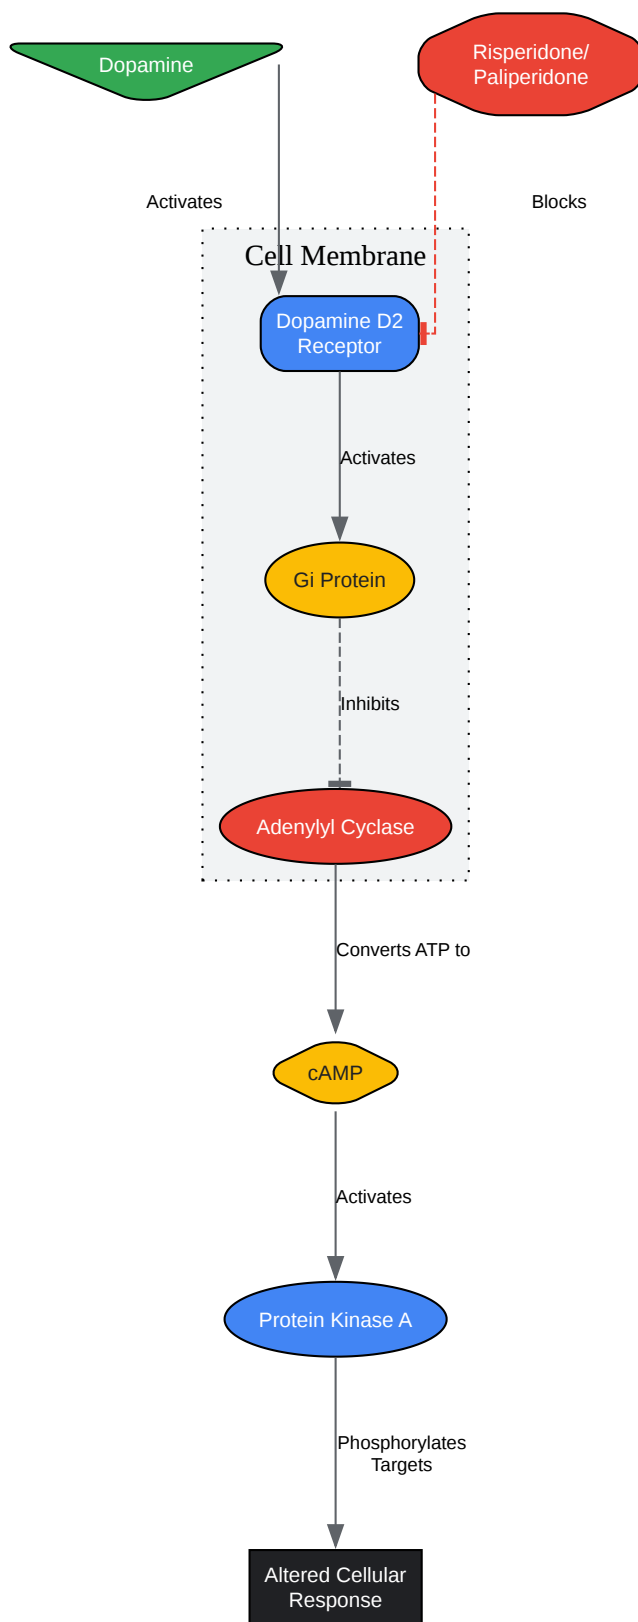 Dopamine
Risperidone/
Paliperidone
Activates
Blocks
Cell Membrane
Dopamine D2
Receptor
Activates
Gi Protein
Inhibits
Adenylyl Cyclase
Converts ATP to
cAMP
Activates
Protein Kinase A
Phosphorylates
Targets
Altered Cellular
Response